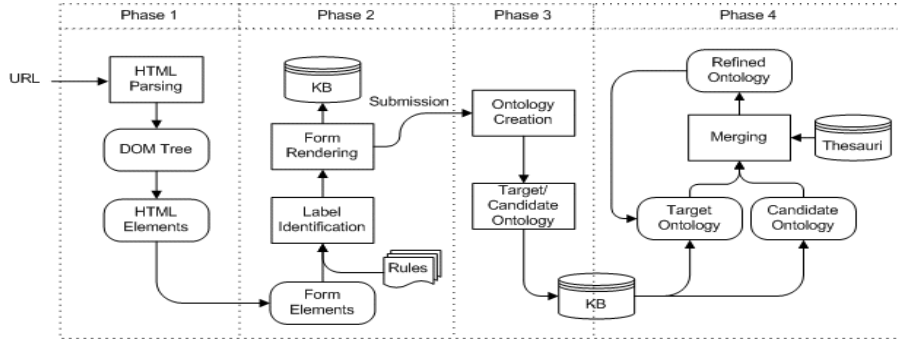 Phase 1
Phase 2
Phase 3
Phase 4
URL
HTML
Parsing
DOM Tree
HTML
Elements
KB
Submission
Form
Rendering
Label
Identification
Rules
Form
Elements
Ontology
Creation
Target/
Candidate
Ontology
KB
Refined
Ontology
Merging
Thesauri
Target
Ontology
Candidate
Ontology